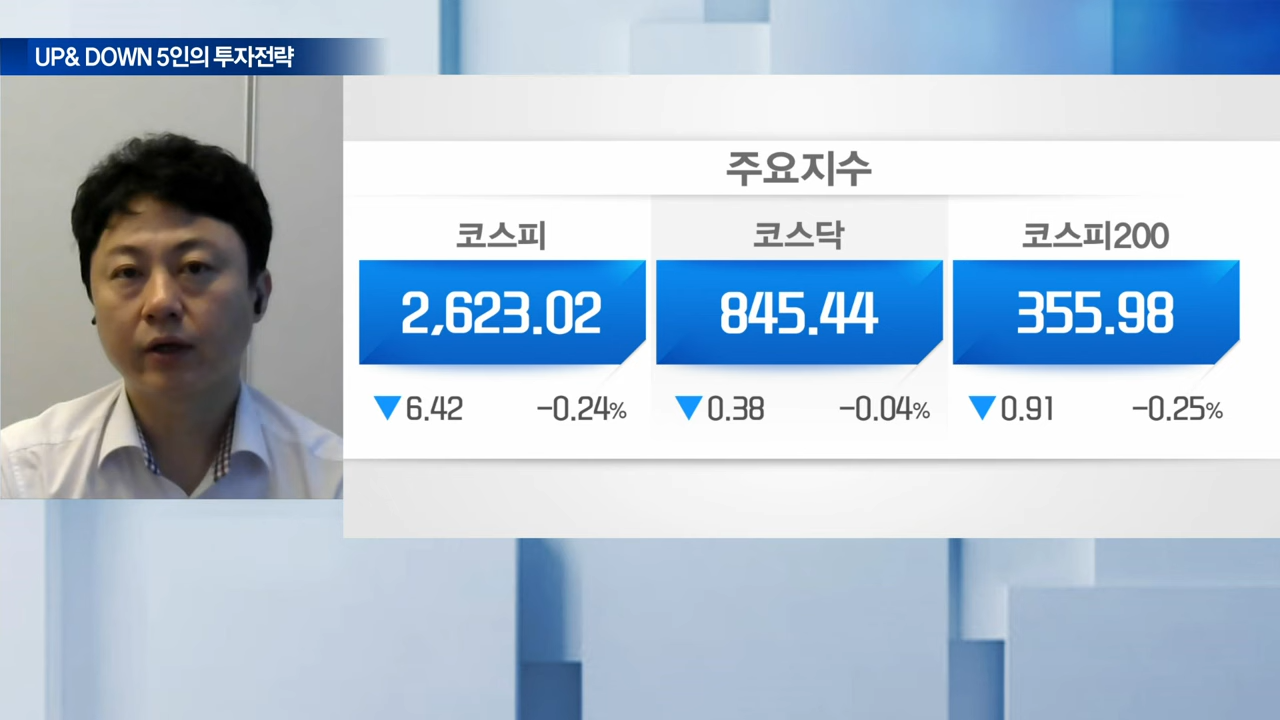 UP& DOWN 5인의 투자전략
주요지수
코스피 코스닥 코스피200
2,623.02 845.44 355.98
▼6.42 -0.24% ▼0.38 -0.04% ▼0.91 -0.25%